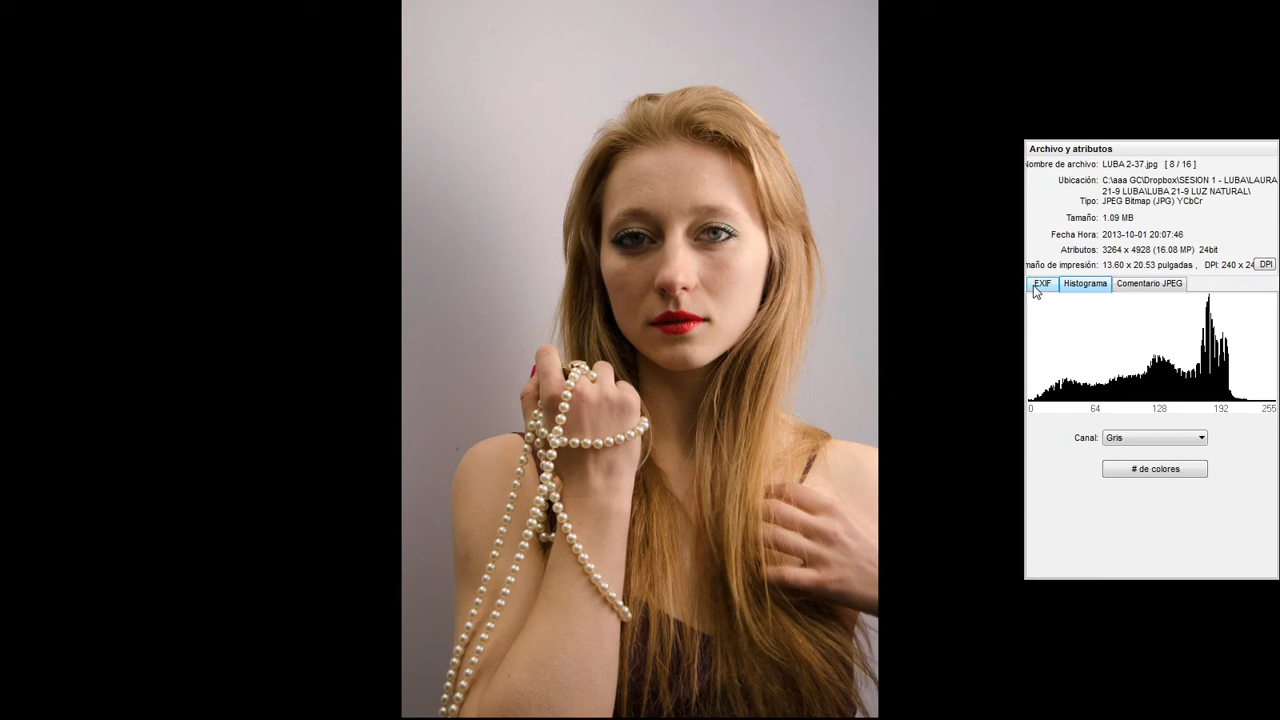 Archivo y atributos
Nombre de archivo: LUBA 2-37.jpg [ 8 / 16 ]
Ubicación: C:\aaa GC\Dropbox\SESION 1 - LUBA\LAURA
21-9 LUBA\LUBA 21-9 LUZ NATURAL\
Tipo: JPEG Bitmap (JPG) YCbCr
Tamaño: 1.09 MB
Fecha Hora: 2013-10-01 20:07:46
Atributos: 3264 x 4928 (16.08 MP) 24bit
maño de impresión: 13.60 x 20.53 pulgadas , DPI: 240 x 24 DPI
EXIF Histograma Comentario JPEG
0 64 128 192 255
Canal: Gris
# de colores